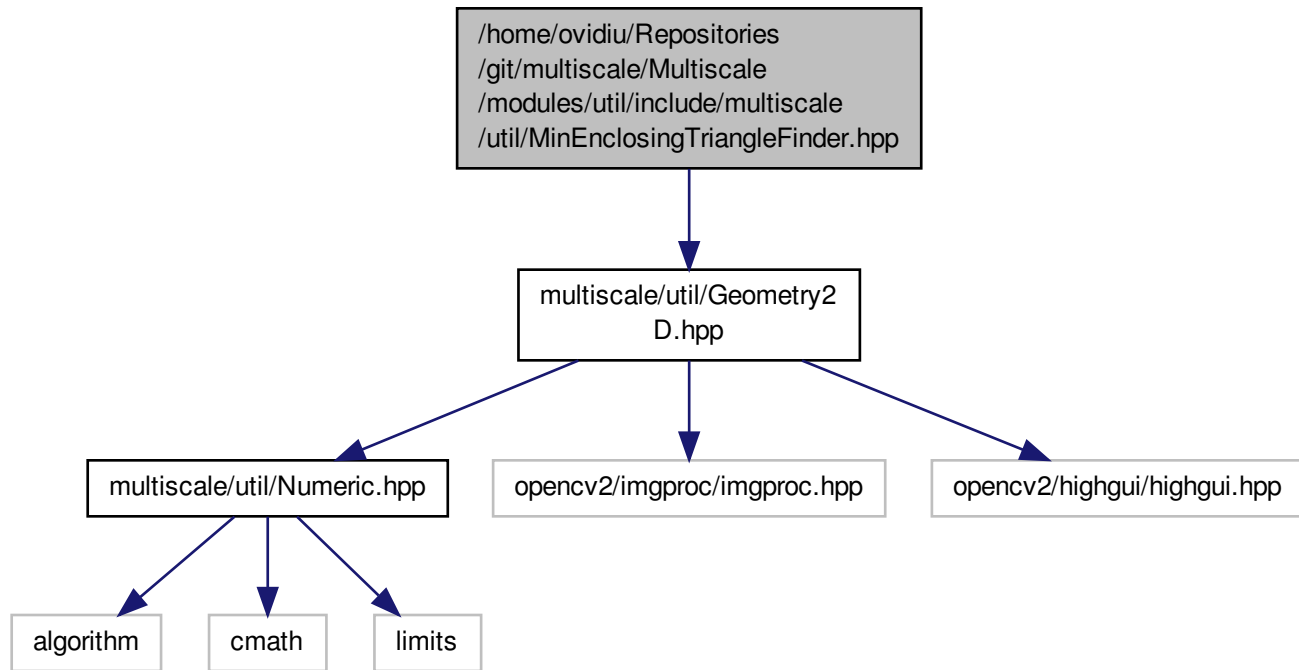 /home/ovidiu/Repositories
/git/multiscale/Multiscale
/modules/util/include/multiscale
/util/MinEnclosingTriangleFinder.hpp
multiscale/util/Geometry2
D.hpp
multiscale/util/Numeric.hpp
opencv2/imgproc/imgproc.hpp
opencv2/highgui/highgui.hpp
algorithm
cmath
limits